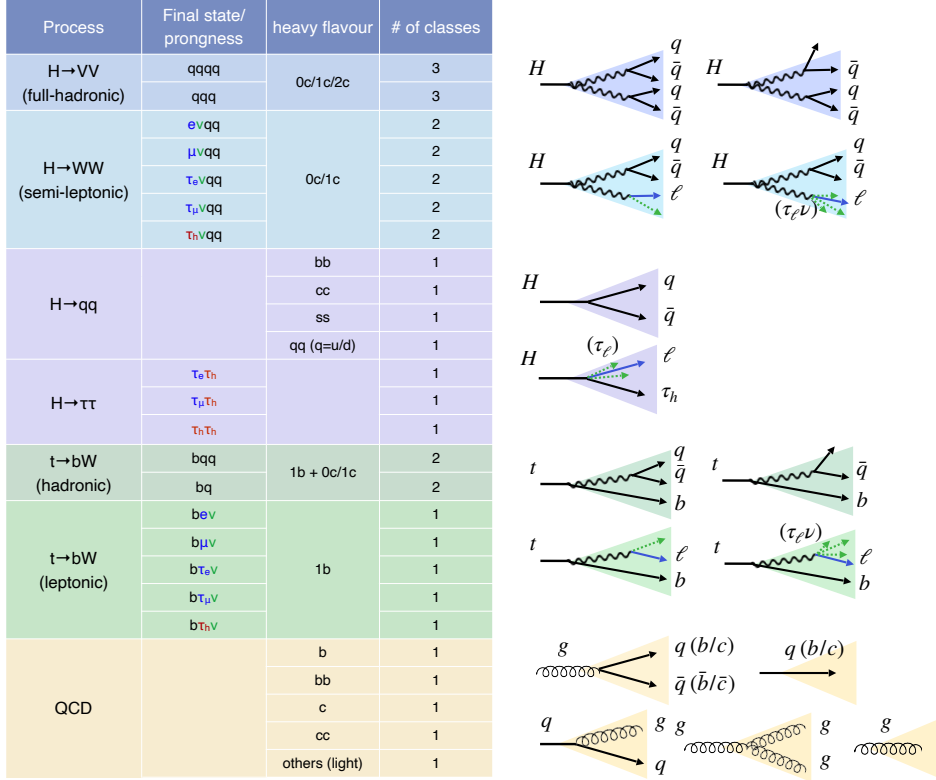 Process Final state/ prongness heavy flavour # of classes
H→VV (full-hadronic) qqqq 0c/1c/2c 3
qqq 3
H→WW (semi-leptonic) eνqq 0c/1c 2
μνqq 2
τₑνqq 2
τμνqq 2
τₕνqq 2
H→qq bb 1
cc 1
ss 1
qq (q=u/d) 1
H→ττ τₑτₕ 1
τμτₕ 1
τₕτₕ 1
t→bW (hadronic) bqq 1b + 0c/1c 2
bq 2
t→bW (leptonic) beν 1b 1
bμν 1
bτₑν 1
bτμν 1
bτₕν 1
QCD b 1
bb 1
c 1
cc 1
others (light) 1
H q q̄ q q̄
H q̄ q q̄
H q q̄ ℓ
H q q̄ ℓ (τ_ℓ ν)
H q q̄
H (τ_ℓ) ℓ τₕ
t q q̄ b
t q̄ b
t ℓ b
t (τ_ℓ ν) ℓ b
g q (b/c) q̄ (b̄/c̄)
q (b/c)
q g q
g g g
g